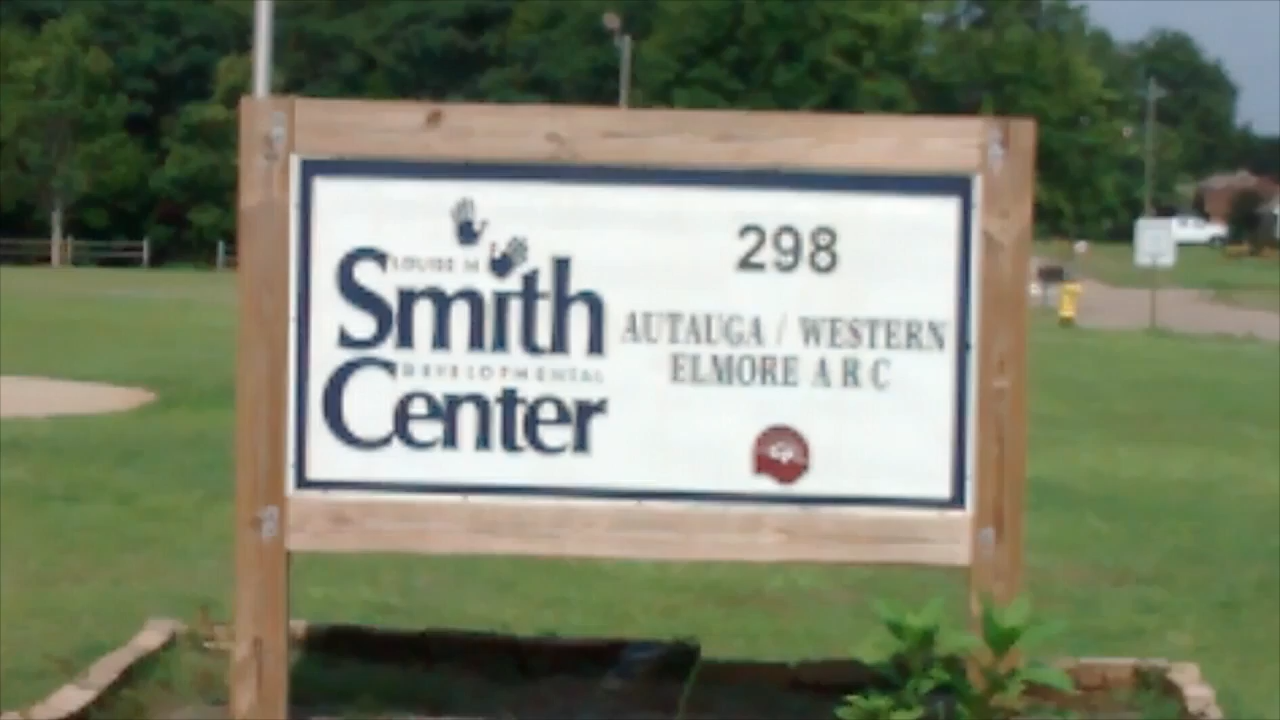 LOUISE M
Smith
DEVELOPMENTAL
Center
298
AUTAUGA / WESTERN
ELMORE A R C